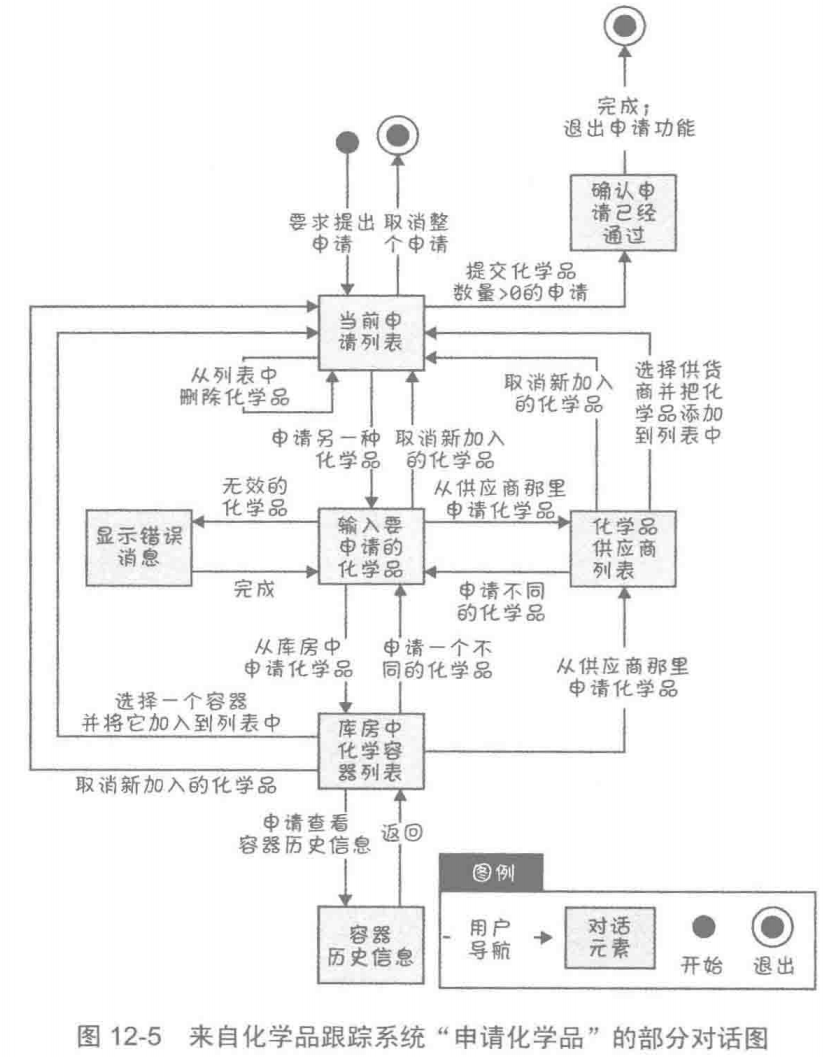 完成；
退出申请功能
确认申
请已经
通过
要求提出
申请
取消整
个申请
提交化学品
数量>0的申请
当前申
请列表
从列表中
删除化学品
取消新加入
的化学品
选择供货
商并把化
学品添加
到列表中
申请另一种
化学品
取消新加入
的化学品
无效的
化学品
从供应商那里
申请化学品
显示错误
消息
输入要
申请的
化学品
化学品
供应商
列表
完成
申请不同
的化学品
从库房中
申请化学品
申请一个不
同的化学品
从供应商那里
申请化学品
选择一个容器
并将它加入到列表中
库房中
化学容
器列表
取消新加入的化学品
申请查看
容器历史信息
返回
容器
历史信息
图例
用户
导航
对话
元素
开始
退出
图 12-5 来自化学品跟踪系统“申请化学品”的部分对话图